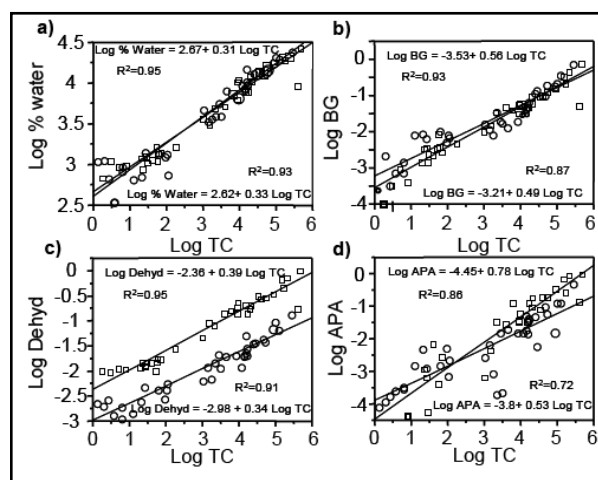 a)
Log % Water = 2.67+ 0.31 Log TC
R²=0.95
R²=0.93
Log % Water = 2.62+ 0.33 Log TC
Log % water
4.5
4
3.5
3
2.5
0 1 2 3 4 5 6
Log TC
b)
Log BG = -3.53+ 0.56 Log TC
R²=0.93
R²=0.87
Log BG = -3.21+ 0.49 Log TC
Log BG
0
-1
-2
-3
-4
0 1 2 3 4 5 6
Log TC
c)
Log Dehyd = -2.36 + 0.39 Log TC
R²=0.95
R²=0.91
Log Dehyd = -2.98 + 0.34 Log TC
Log Dehyd
0
-0.5
-1
-1.5
-2
-2.5
-3
0 1 2 3 4 5 6
Log TC
d)
Log APA = -4.45+ 0.78 Log TC
R²=0.86
R²=0.72
Log APA = -3.8+ 0.53 Log TC
Log APA
0
-1
-2
-3
-4
0 1 2 3 4 5 6
Log TC